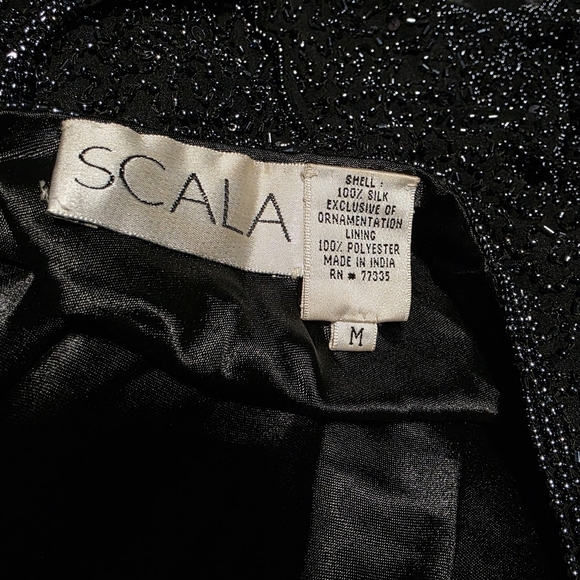 SCALA
SHELL :
100% SILK
EXCLUSIVE OF
ORNAMENTATION
LINING
100% POLYESTER
MADE IN INDIA
RN # 77335
M